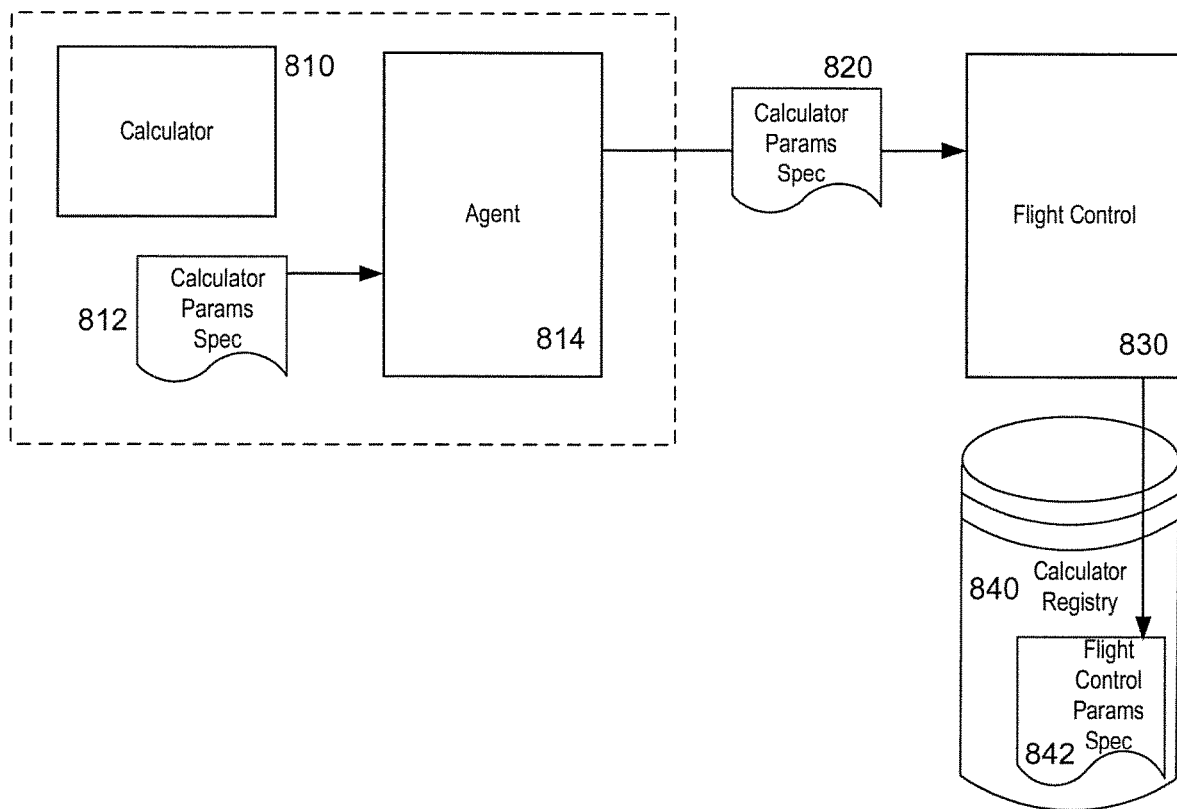 810
Calculator
812
Calculator
Params
Spec
Agent
814
820
Calculator
Params
Spec
Flight Control
830
840
Calculator
Registry
Flight
Control
Params
Spec
842